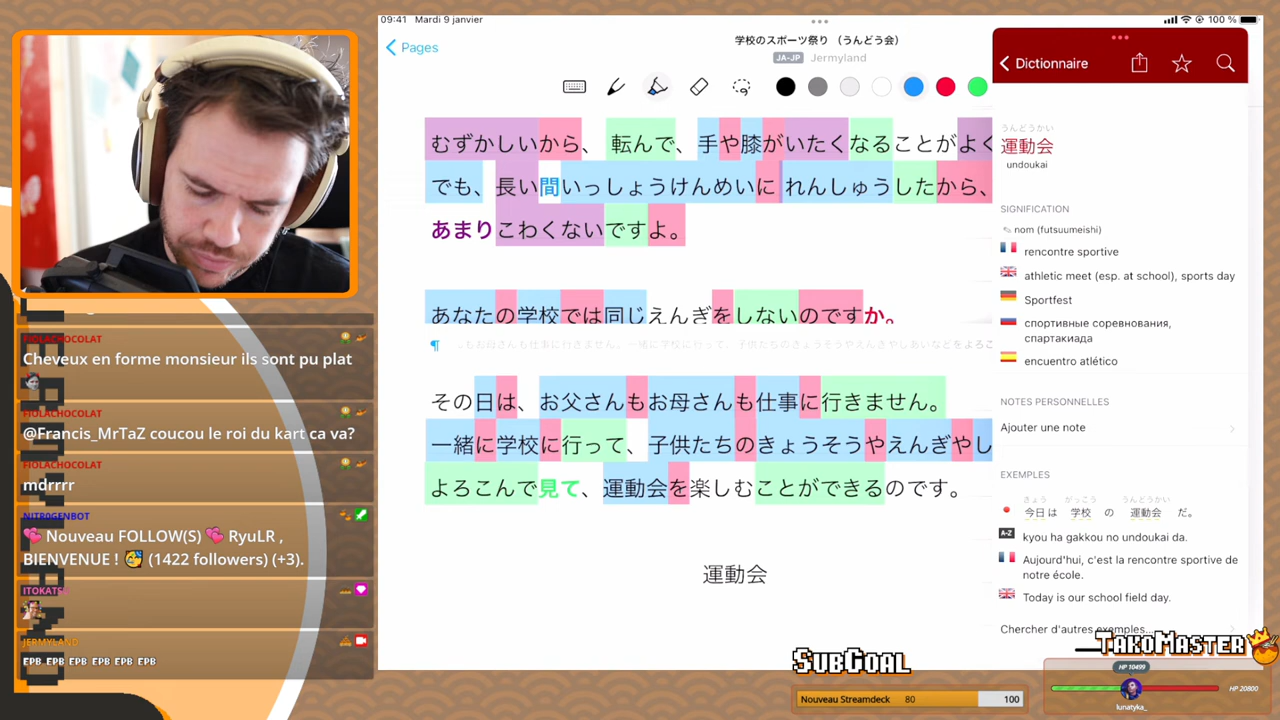 09:41 Mardi 9 janvier
100 %
Pages
学校のスポーツ祭り （うんどう会）
JA-JP Jermyland
むずかしいから、 転んで、手や膝がいたくなることがよく
でも、長い間いっしょうけんめいに れんしゅうしたから、
あまりこわくないですよ。
あなたの学校では同じえんぎをしないのですか。
その日は、お父さんもお母さんも仕事に行きません。
一緒に学校に行って、子供たちのきょうそうやえんぎやし
よろこんで見て、運動会を楽しむことができるのです。
運動会
Dictionnaire
うんどうかい
運動会
undoukai
SIGNIFICATION
nom (futsuumeishi)
rencontre sportive
athletic meet (esp. at school), sports day
Sportfest
спортивные соревнования,
спартакиада
encuentro atlético
NOTES PERSONNELLES
Ajouter une note
EXEMPLES
きょう がっこう うんどうかい
今日は 学校 の 運動会 だ。
A-Z kyou ha gakkou no undoukai da.
Aujourd'hui, c'est la rencontre sportive de
notre école.
Today is our school field day.
Chercher d'autres exemples...
FIOLACHOCOLAT
Cheveux en forme monsieur ils sont pu plat
FIOLACHOCOLAT
@Francis_MrTaZ coucou le roi du kart ca va?
FIOLACHOCOLAT
mdrrrr
NITR0GENBOT
Nouveau FOLLOW(S) RyuLR ,
BIENVENUE ! (1422 followers) (+3).
JERMYLAND
EPB EPB EPB EPB EPB EPB
SUBGOAL
Nouveau Streamdeck 80 100
TAKOMASTER
HP 10499
HP 20800
lunatyka_